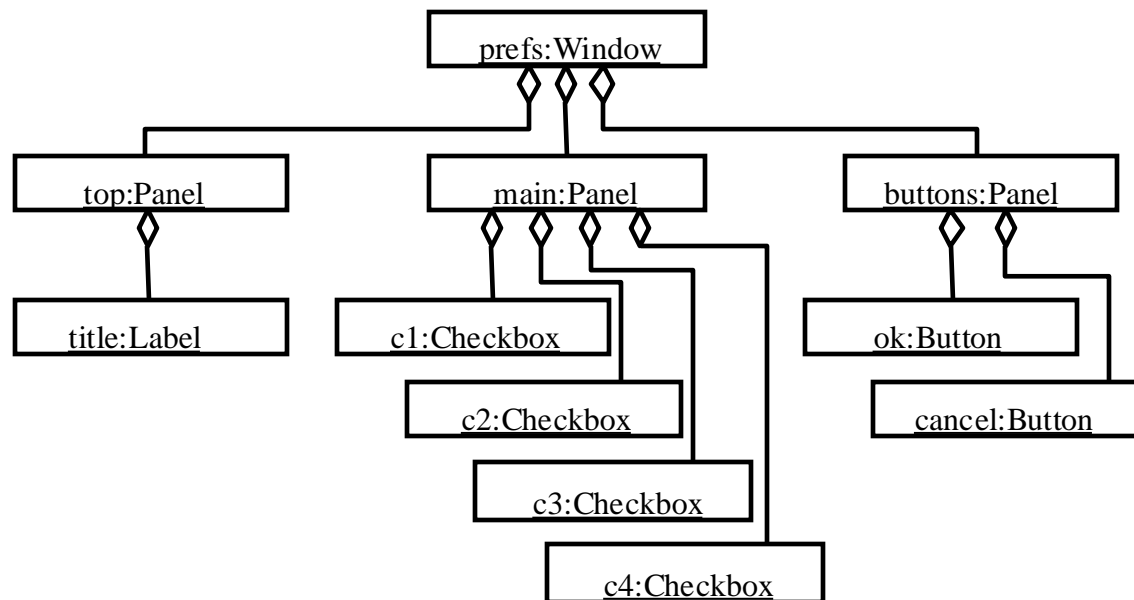 prefs:Window
top:Panel
main:Panel
buttons:Panel
title:Label
c1:Checkbox
ok:Button
c2:Checkbox
cancel:Button
c3:Checkbox
c4:Checkbox